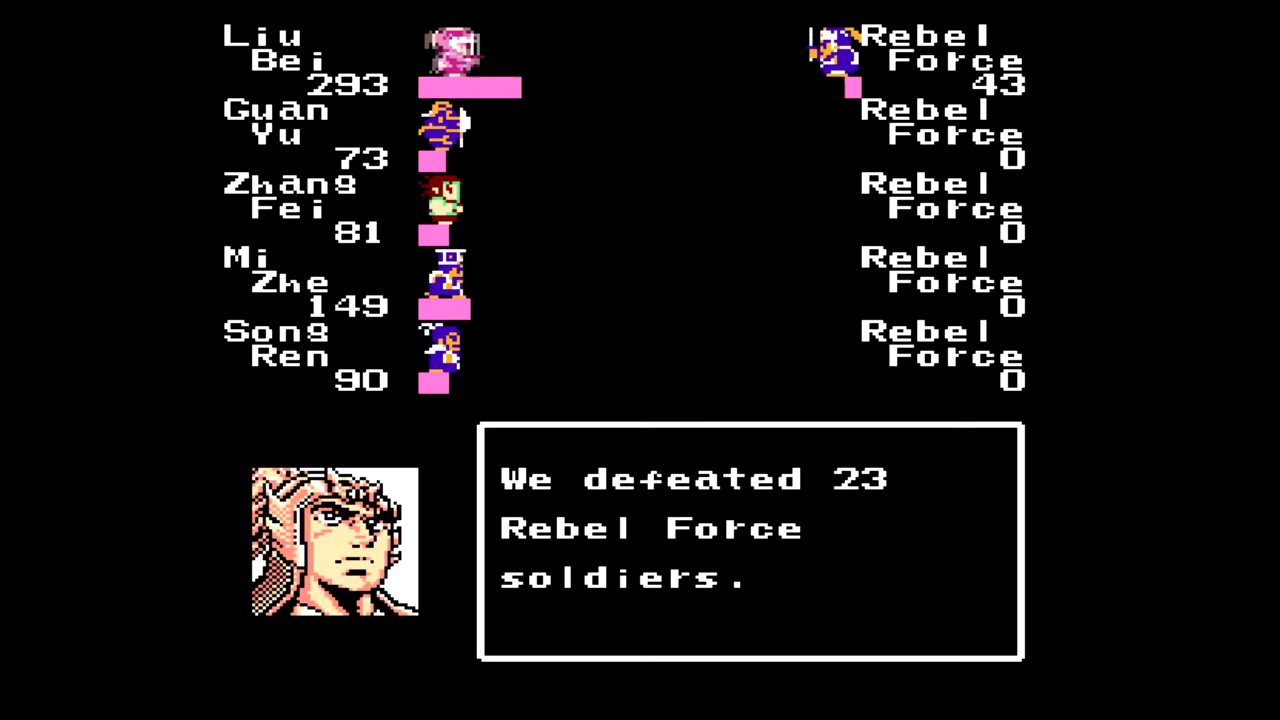 Liu
Bei
293
Guan
Yu
73
Zhang
Fei
81
Mi
Zhe
149
Song
Ren
90
Rebel
Force
43
Rebel
Force
0
Rebel
Force
0
Rebel
Force
0
Rebel
Force
0
We defeated 23
Rebel Force
soldiers.